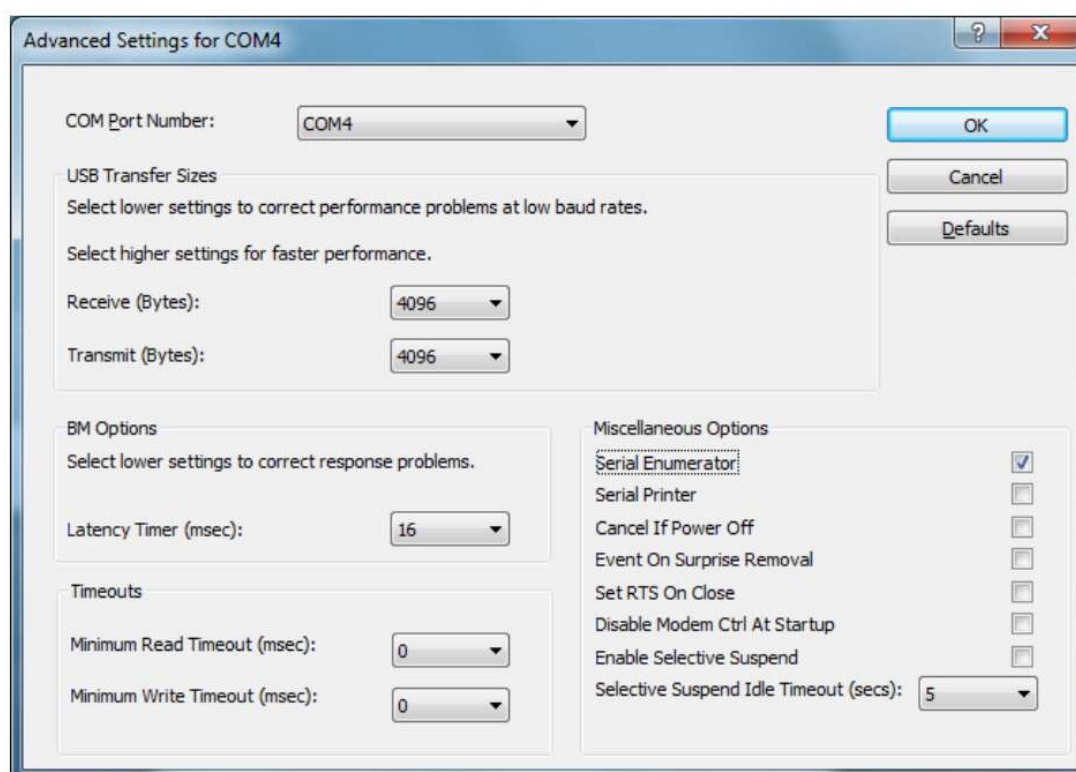 Advanced Settings for COM4
COM Port Number:
COM4
OK
USB Transfer Sizes
Cancel
Select lower settings to correct performance problems at low baud rates.
Defaults
Select higher settings for faster performance.
Receive (Bytes):
4096
Transmit (Bytes):
4096
BM Options
Select lower settings to correct response problems.
Latency Timer (msec):
16
Timeouts
Minimum Read Timeout (msec):
0
Minimum Write Timeout (msec):
0
Miscellaneous Options
Serial Enumerator
Serial Printer
Cancel If Power Off
Event On Surprise Removal
Set RTS On Close
Disable Modem Ctrl At Startup
Enable Selective Suspend
Selective Suspend Idle Timeout (secs):
5